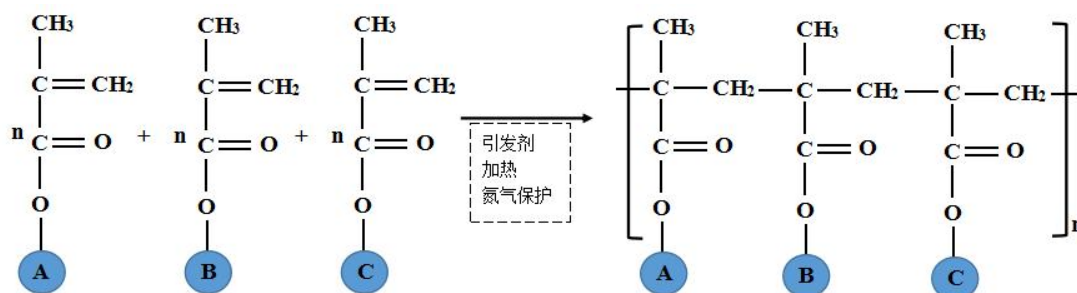 CH3 CH3 CH3 CH3 CH3 CH3
C CH2 C CH2 C CH2 C CH2 C CH2 C CH2
n C O + n C O + n C O C O C O C O
引发剂
加热
氮气保护
O O O O O O n
A B C A B C